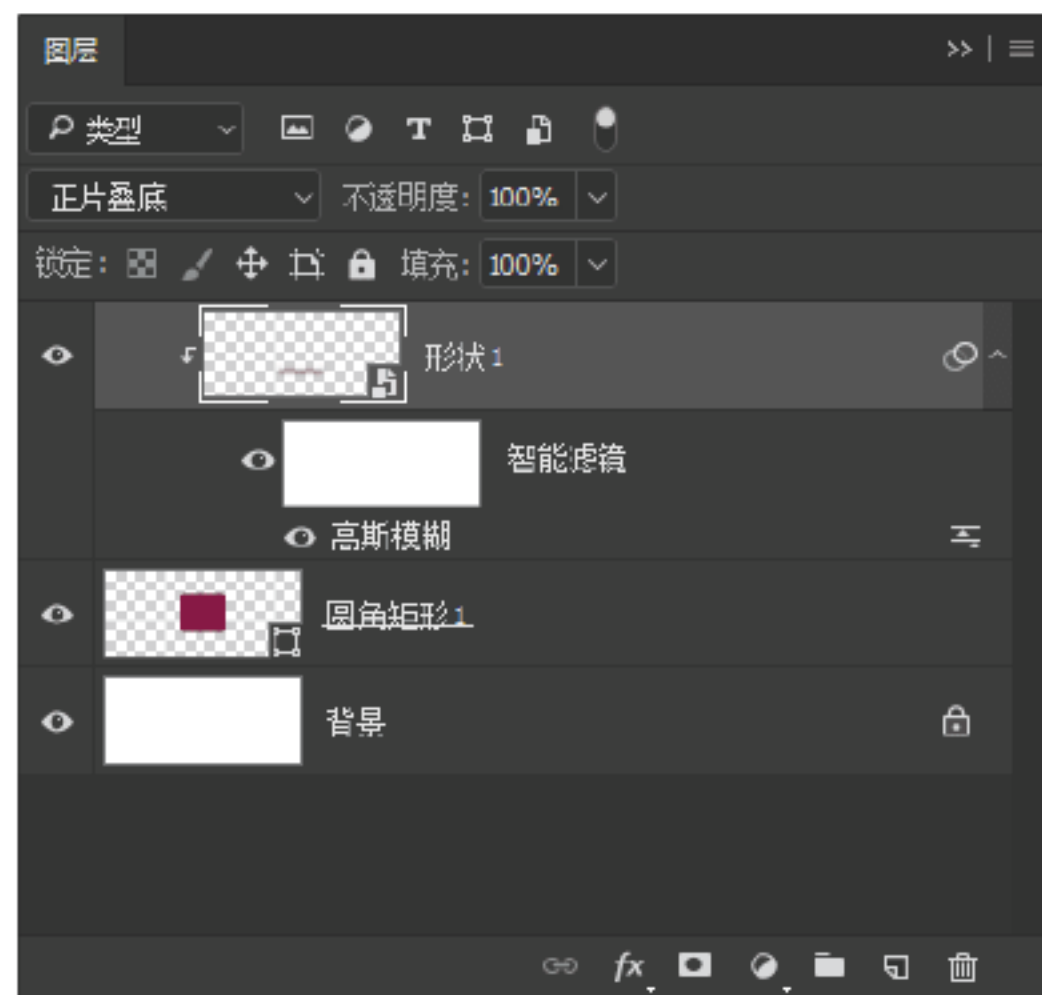 图层
类型
正片叠底 不透明度: 100%
锁定: 填充: 100%
形状 1
智能滤镜
高斯模糊
圆角矩形 1
背景
fx